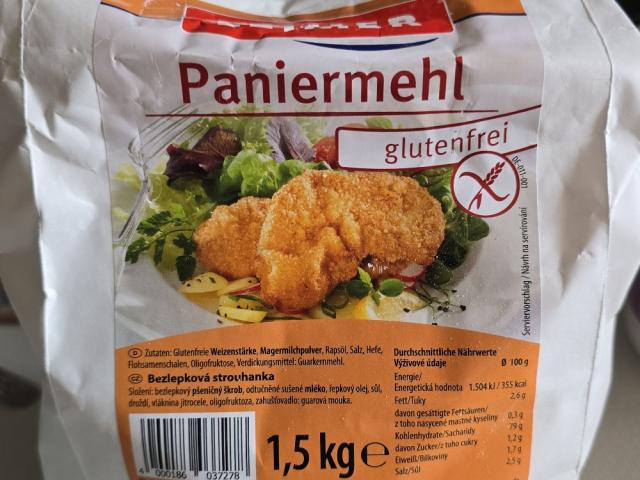 Paniermehl
glutenfrei
DE-011-001
Serviervorschlag / Návrh na servírování
D Zutaten: Glutenfreie Weizenstärke, Magermilchpulver, Rapsöl, Salz, Hefe,
Flohsamenschalen, Oligofruktose, Verdickungsmittel: Guarkernmehl.
CZ Bezlepková strouhanka
Složení: bezlepkový pšeničný škrob, odtučněné sušené mléko, řepkový olej, sůl,
droždí, vláknina jitrocele, oligofruktoza, zahušťovadlo: guarová mouka.
4 000186 037278
1,5 kg e
Durchschnittliche Nährwerte
Výživové údaje Ø 100 g
Energie/
Energetická hodnota 1.504 kJ / 355 kcal
Fett/Tuky 2,6 g
davon gesättigte Fettsäuren/
z toho nasycené mastné kyseliny 0,3 g
Kohlenhydrate/Sacharidy 79 g
davon Zucker/z toho cukry 1,2 g
Eiweiß/Bílkoviny 1,7 g
Salz/Sůl 2,5 g